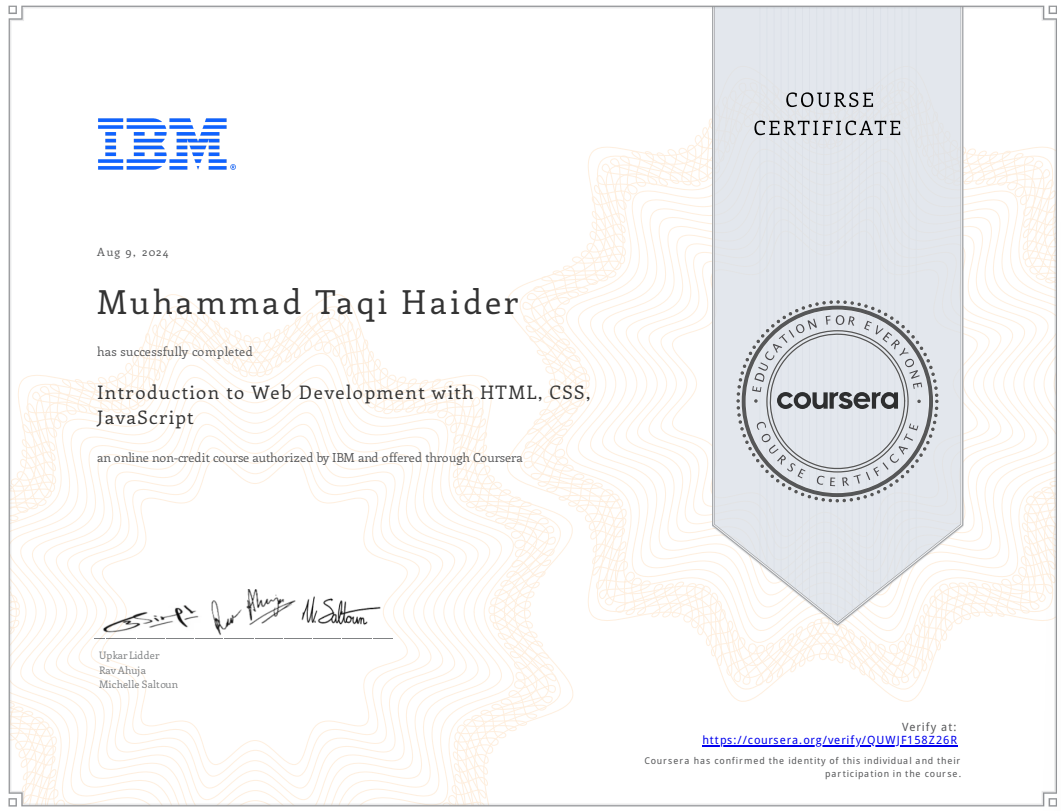 COURSE
CERTIFICATE
IBM®
Aug 9, 2024
Muhammad Taqi Haider
has successfully completed
Introduction to Web Development with HTML, CSS,
JavaScript
an online non-credit course authorized by IBM and offered through Coursera
EDUCATION FOR EVERYONE
coursera
COURSE CERTIFICATE
M. Saltoun
Upkar Lidder
Rav Ahuja
Michelle Saltoun
Verify at:
https://coursera.org/verify/QUWJF158Z26R
Coursera has confirmed the identity of this individual and their
participation in the course.